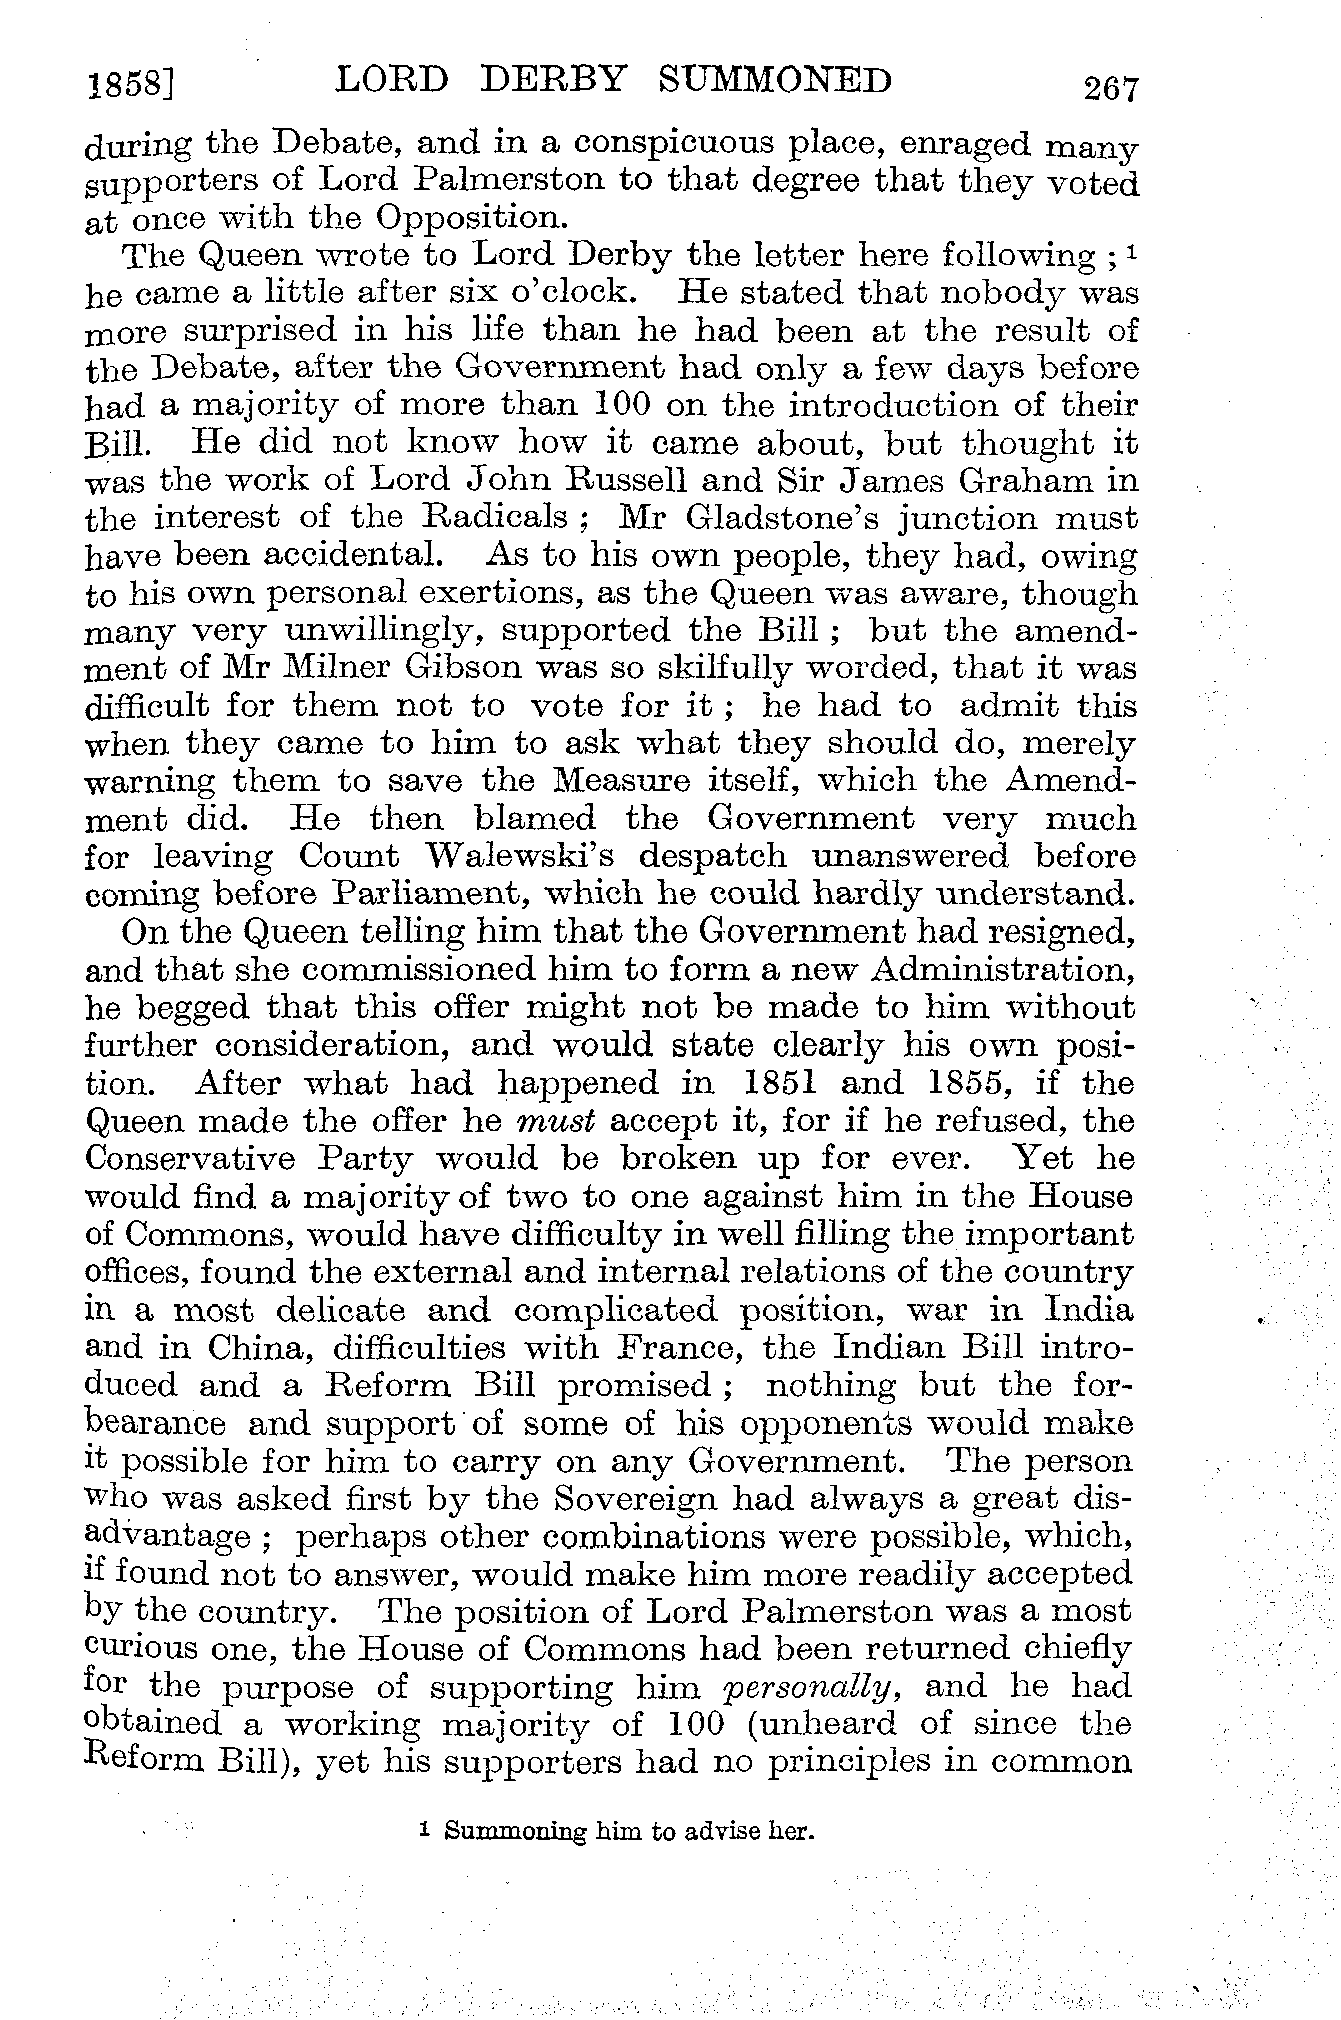 1858] LORD DERBY SUMMONED 267
during the Debate, and in a conspicuous place, enraged many
supporters of Lord Palmerston to that degree that they voted
at once with the Opposition.
The Queen wrote to Lord Derby the letter here following ; 1
he came a little after six o'clock. He stated that nobody was
more surprised in his life than he had been at the result of
the Debate, after the Government had only a few days before
had a majority of more than 100 on the introduction of their
Bill. He did not know how it came about, but thought it
was the work of Lord John Russell and Sir James Graham in
the interest of the Radicals ; Mr Gladstone's junction must
have been accidental. As to his own people, they had, owing
to his own personal exertions, as the Queen was aware, though
many very unwillingly, supported the Bill ; but the amend-
ment of Mr Milner Gibson was so skilfully worded, that it was
difficult for them not to vote for it ; he had to admit this
when they came to him to ask what they should do, merely
warning them to save the Measure itself, which the Amend-
ment did. He then blamed the Government very much
for leaving Count Walewski's despatch unanswered before
coming before Parliament, which he could hardly understand.
On the Queen telling him that the Government had resigned,
and that she commissioned him to form a new Administration,
he begged that this offer might not be made to him without
further consideration, and would state clearly his own posi-
tion. After what had happened in 1851 and 1855, if the
Queen made the offer he must accept it, for if he refused, the
Conservative Party would be broken up for ever. Yet he
would find a majority of two to one against him in the House
of Commons, would have difficulty in well filling the important
offices, found the external and internal relations of the country
in a most delicate and complicated position, war in India
and in China, difficulties with France, the Indian Bill intro-
duced and a Reform Bill promised ; nothing but the for-
bearance and support of some of his opponents would make
it possible for him to carry on any Government. The person
who was asked first by the Sovereign had always a great dis-
advantage ; perhaps other combinations were possible, which,
if found not to answer, would make him more readily accepted
by the country. The position of Lord Palmerston was a most
curious one, the House of Commons had been returned chiefly
for the purpose of supporting him personally, and he had
obtained a working majority of 100 (unheard of since the
Reform Bill), yet his supporters had no principles in common
1 Summoning him to advise her.